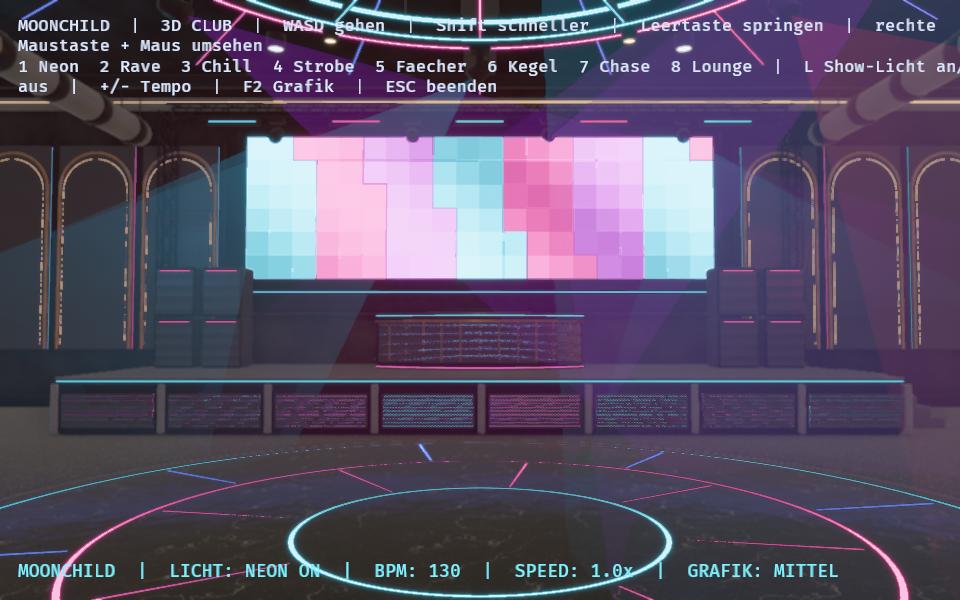 MOONCHILD | 3D CLUB | WASD gehen | Shift schneller | Leertaste springen | rechte
Maustaste + Maus umsehen
1 Neon 2 Rave 3 Chill 4 Strobe 5 Faecher 6 Kegel 7 Chase 8 Lounge | L Show-Licht an/
aus | +/- Tempo | F2 Grafik | ESC beenden
MOONCHILD | LICHT: NEON ON | BPM: 130 | SPEED: 1.0x | GRAFIK: MITTEL